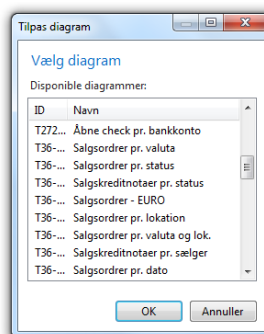 Tilpas diagram
Vælg diagram
Disponible diagrammer:
ID Navn
T272... Åbne check pr. bankkonto
T36-... Salgsordrer pr. valuta
T36-... Salgsordrer pr. status
T36-... Salgskreditnotaer pr. status
T36-... Salgsordrer - EURO
T36-... Salgsordrer pr. lokation
T36-... Salgsordrer pr. valuta og lok.
T36-... Salgskreditnotaer pr. sælger
T36-... Salgsordrer pr. dato
OK Annuller